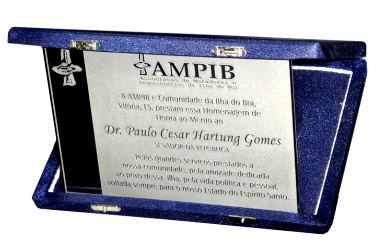 AMPIB
Associação de Moradores e
Proprietários da Ilha do Boi
A AMPIB e Comunidade da Ilha do Boi,
Vitória, ES, prestam essa Homenagem de
Honra ao Mérito ao
Dr. Paulo Cesar Hartung Gomes
SENADOR DA REPÚBLICA
Pelos grandes serviços prestados a
nossa comunidade, pela amizade dedicada
ao povo dessa Ilha, pela vida política e pessoal,
voltada sempre para o nosso Estado do Espírito Santo.